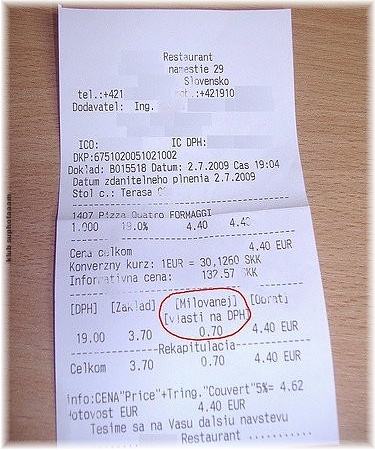 Restaurant
namestie 29
Slovensko
tel.:+421 :+421910
Dodavatel: Ing.
ICO: IC DPH:
DKP:6751020051021002
Doklad: B015518 Datum: 2.7.2009 Cas 19:04
Datum zdanitelneho plnenia 2.7.2009
Stol c.: Terasa
1407 Pizza Quatro FORMAGGI
1.000 19.0% 4.40 4.40
Cena celkom 4.40 EUR
Konverzny kurz: 1EUR = 30,1260 SKK
Informativna cena: 132.57 SKK
[DPH] [Zaklad] [Milovanej] [Obrat]
[vlasti na DPH]
19.00 3.70 0.70 4.40 EUR
Rekapitulacia
Celkom 3.70 0.70 4.40 EUR
info:CENA"Price"+Tring."Couvert"5%= 4.62
Hotovost EUR 4.40 EUR
Tesime sa na Vasu dalsiu navstevu
Restaurant ...........